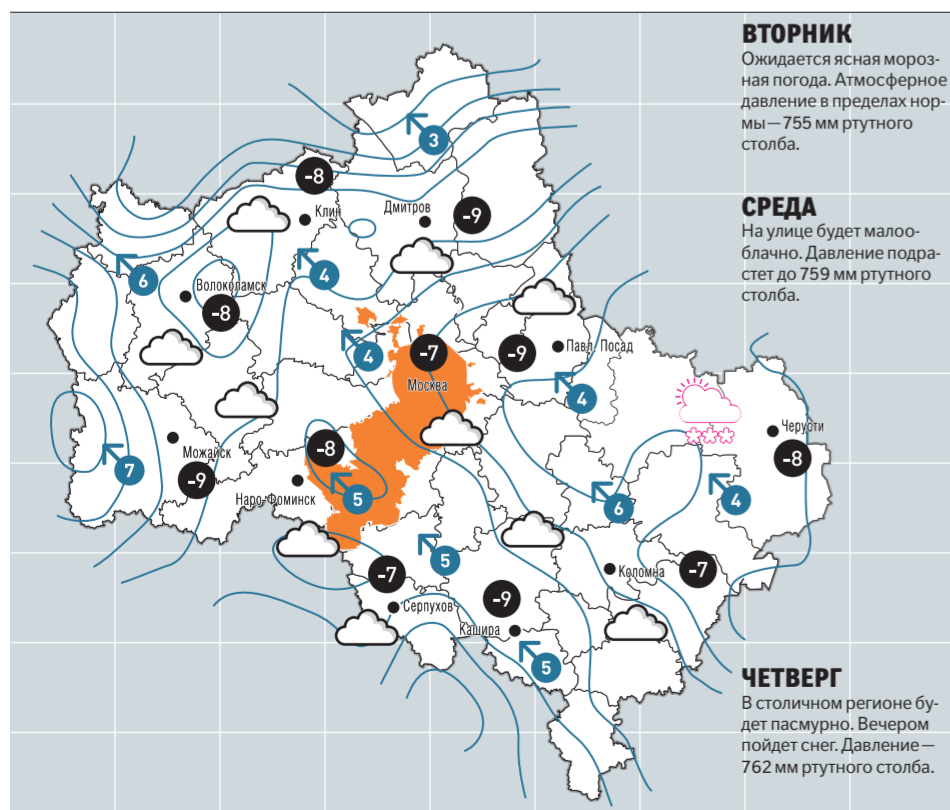 ВТОРНИК
Ожидается ясная мороз-
ная погода. Атмосферное
давление в пределах нор-
мы—755 мм ртутного
столба.
СРЕДА
На улице будет малоо-
блачно. Давление подра-
стет до 759 мм ртутного
столба.
ЧЕТВЕРГ
В столичном регионе бу-
дет пасмурно. Вечером
пойдет снег. Давление—
762 мм ртутного столба.
3
-8
Клин
Дмитров
-9
6
4
Волоколамск
-8
4
-7
Москва
-9
Павл. Посад
4
Черусти
-8
7
Можайск
-9
-8
Наро-Фоминск
5
6
4
5
-7
Серпухов
-9
Кашира
5
Коломна
-7